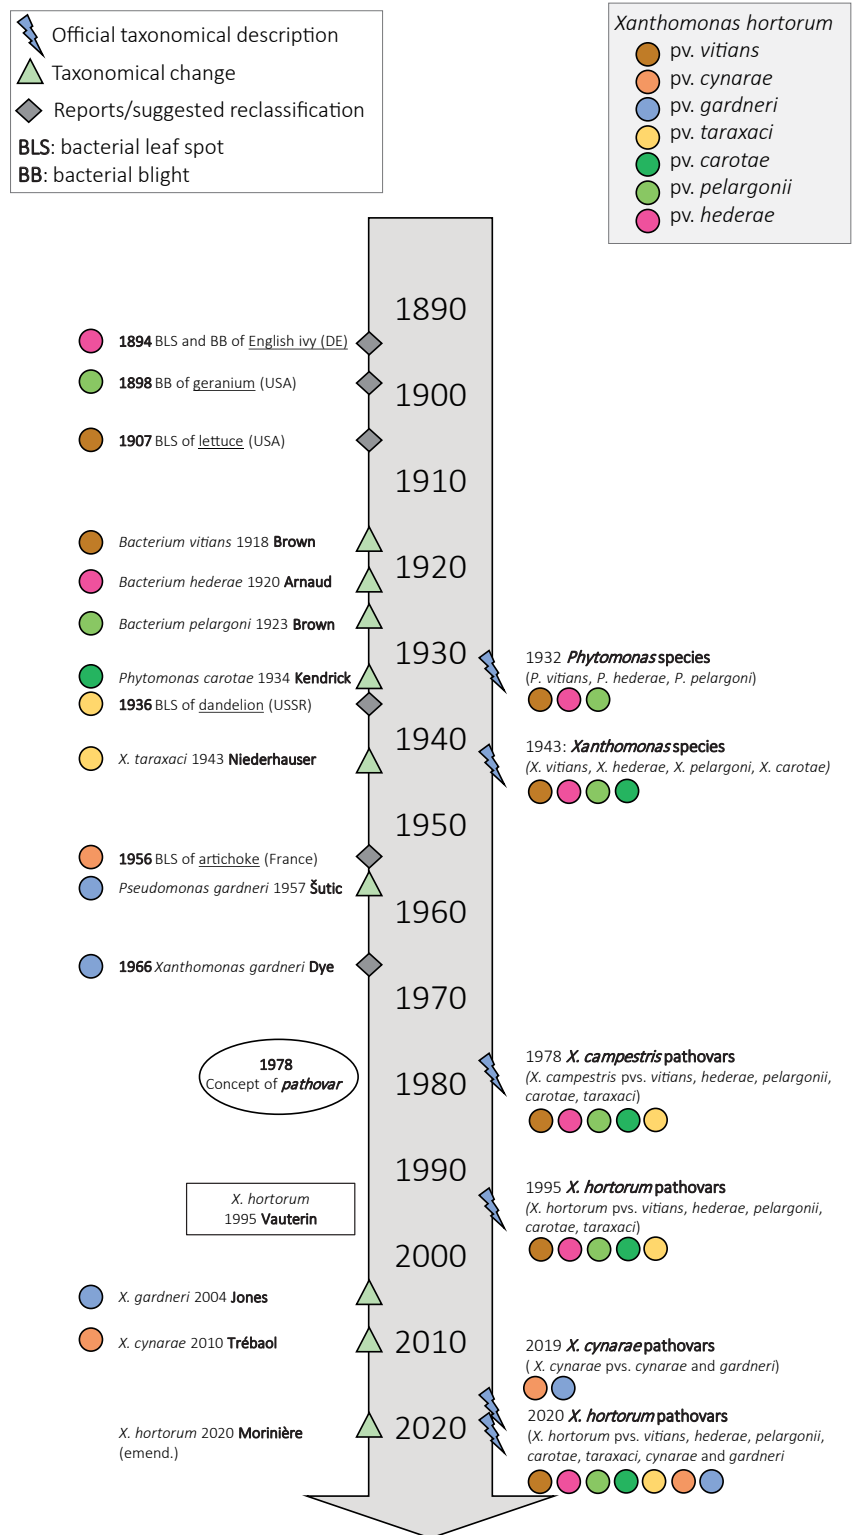 Official taxonomical description
Taxonomical change
Reports/suggested reclassification
BLS: bacterial leaf spot
BB: bacterial blight
Xanthomonas hortorum
pv. vitians
pv. cynarae
pv. gardneri
pv. taraxaci
pv. carotae
pv. pelargonii
pv. hederae
1890
1894 BLS and BB of English ivy (DE)
1898 BB of geranium (USA)
1900
1907 BLS of lettuce (USA)
1910
Bacterium vitians 1918 Brown
1920
Bacterium hederae 1920 Arnaud
Bacterium pelargoni 1923 Brown
1930
1932 Phytomonas species
(P. vitians, P. hederae, P. pelargoni)
Phytomonas carotae 1934 Kendrick
1936 BLS of dandelion (USSR)
1940
1943: Xanthomonas species
(X. vitians, X. hederae, X. pelargoni, X. carotae)
X. taraxaci 1943 Niederhauser
1950
1956 BLS of artichoke (France)
Pseudomonas gardneri 1957 Šutic
1960
1966 Xanthomonas gardneri Dye
1970
1978
Concept of pathovar
1980
1978 X. campestris pathovars
(X. campestris pvs. vitians, hederae, pelargonii,
carotae, taraxaci)
1990
X. hortorum
1995 Vauterin
1995 X. hortorum pathovars
(X. hortorum pvs. vitians, hederae, pelargonii,
carotae, taraxaci)
2000
X. gardneri 2004 Jones
X. cynarae 2010 Trébaol
2010
2019 X. cynarae pathovars
( X. cynarae pvs. cynarae and gardneri)
X. hortorum 2020 Morinière
(emend.)
2020
2020 X. hortorum pathovars
(X. hortorum pvs. vitians, hederae, pelargonii,
carotae, taraxaci, cynarae and gardneri